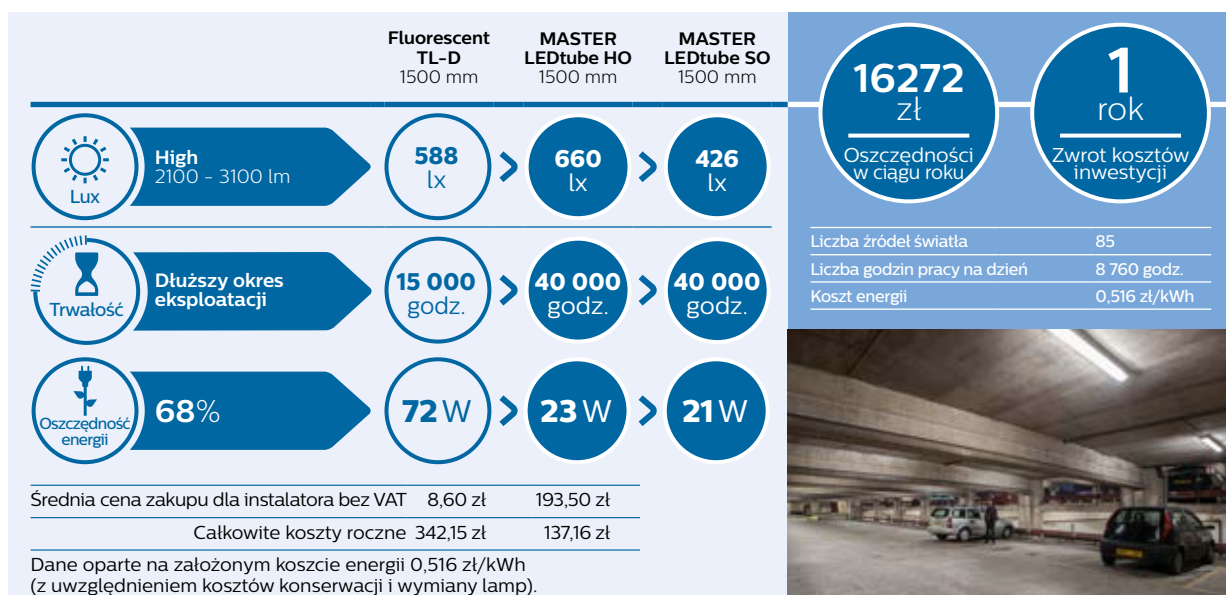 Fluorescent
TL-D
1500 mm
MASTER
LEDtube HO
1500 mm
MASTER
LEDtube SO
1500 mm
Lux
High
2100 - 3100 lm
588
lx
>
660
lx
>
426
lx
Trwałość
Dłuższy okres
eksploatacji
15 000
godz.
>
40 000
godz.
>
40 000
godz.
Oszczędność
energii
68%
72 W
>
23 W
>
21 W
Średnia cena zakupu dla instalatora bez VAT 8,60 zł 193,50 zł
Całkowite koszty roczne 342,15 zł 137,16 zł
Dane oparte na założonym koszcie energii 0,516 zł/kWh
(z uwzględnieniem kosztów konserwacji i wymiany lamp).
16272
zł
Oszczędności
w ciągu roku
1
rok
Zwrot kosztów
inwestycji
Liczba źródeł światła 85
Liczba godzin pracy na dzień 8 760 godz.
Koszt energii 0,516 zł/kWh